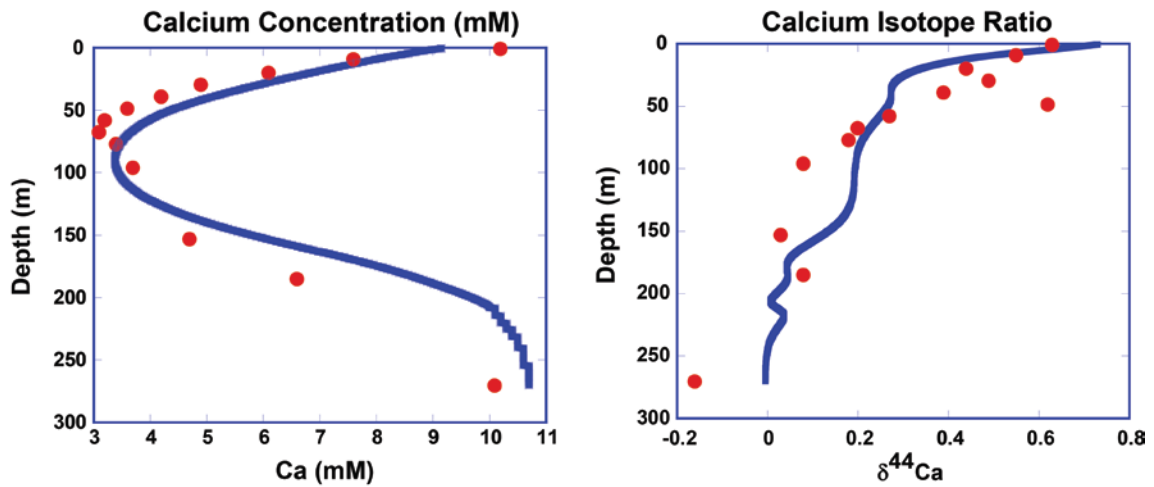 Calcium Concentration (mM)
0
50
100
150
200
250
300
Depth (m)
3 4 5 6 7 8 9 10 11
Ca (mM)
Calcium Isotope Ratio
0
50
100
150
200
250
300
Depth (m)
-0.2 0 0.2 0.4 0.6 0.8
δ⁴⁴Ca